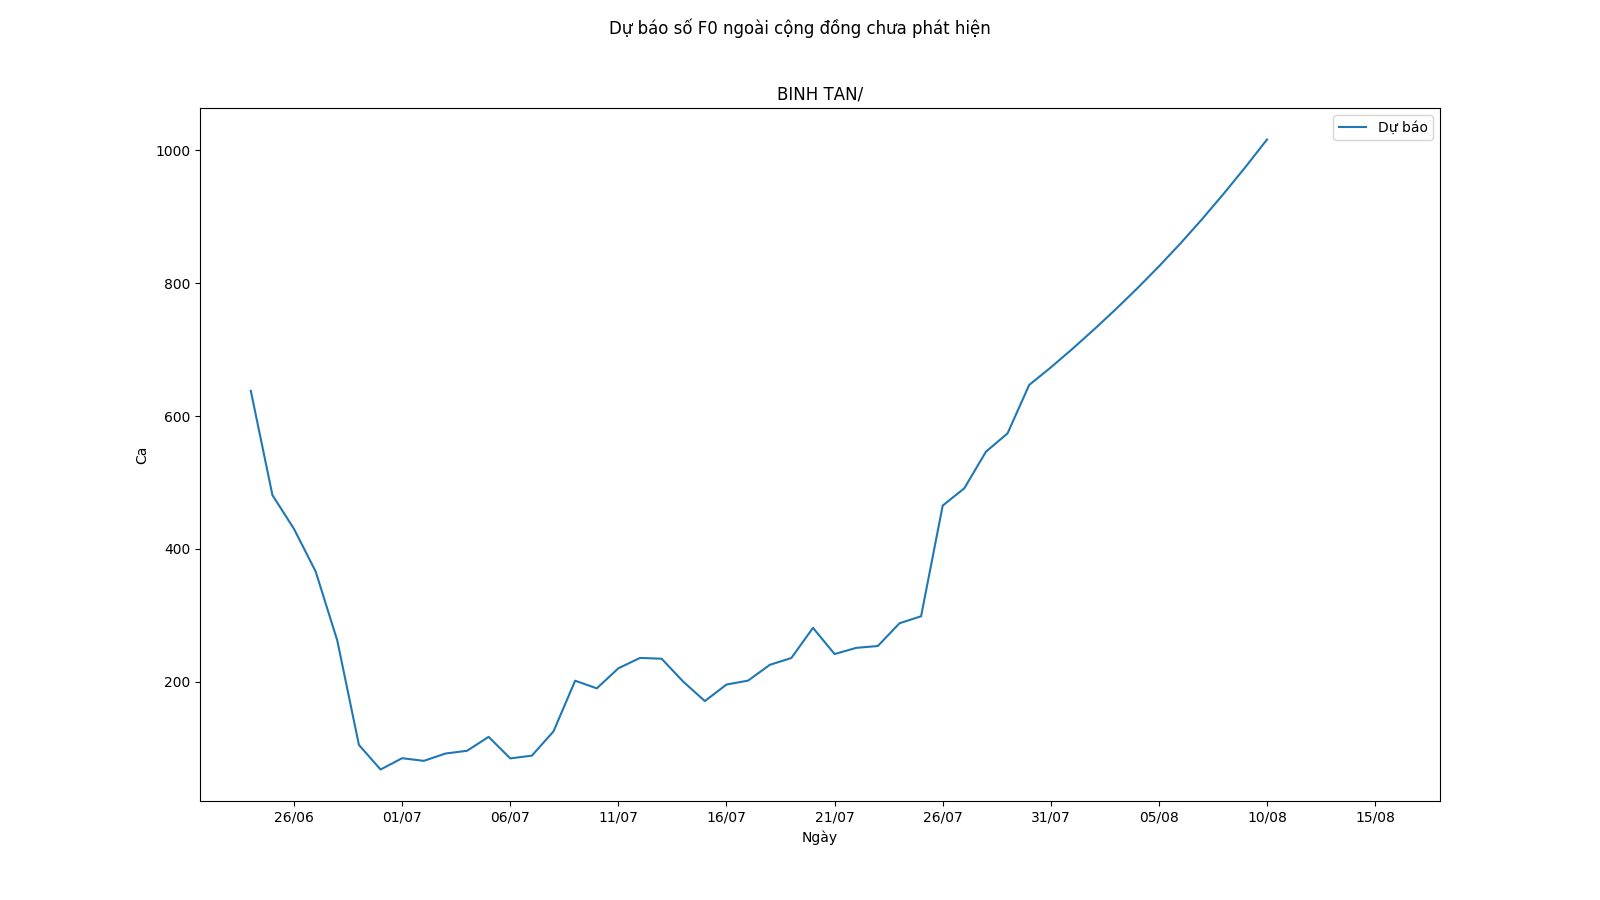 Dự báo số F0 ngoài cộng đồng chưa phát hiện
BINH TAN/
Dự báo
1000
800
600
400
200
Ca
26/06 01/07 06/07 11/07 16/07 21/07 26/07 31/07 05/08 10/08 15/08
Ngày